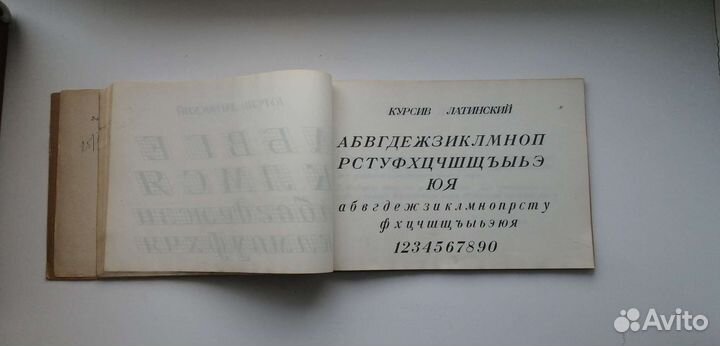 КУРСИВ ЛАТИНСКИЙ
АБВГДЕЖЗИКЛМНОП
РСТУФХЦЧШЩЪЫЬЭ
ЮЯ
абвгдежзиклмнопрсту
фхцчшщъыьэюя
1234567890
Avito